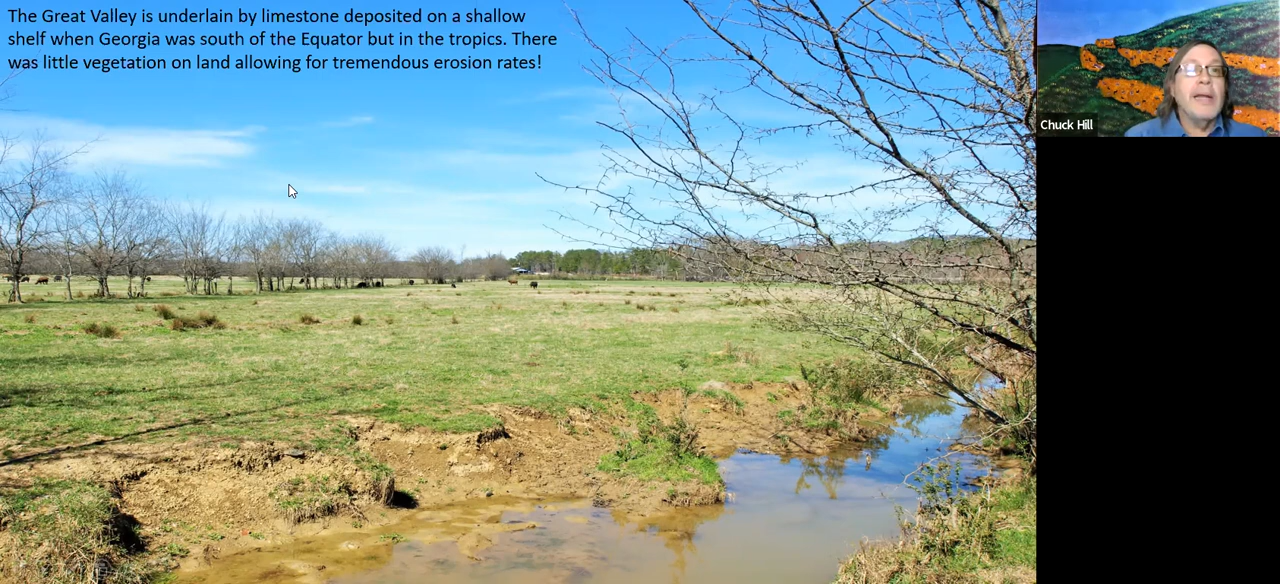 The Great Valley is underlain by limestone deposited on a shallow
shelf when Georgia was south of the Equator but in the tropics. There
was little vegetation on land allowing for tremendous erosion rates!
Chuck Hill